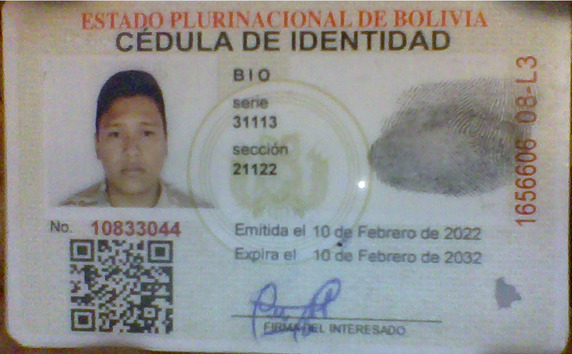 ESTADO PLURINACIONAL DE BOLIVIA
CÉDULA DE IDENTIDAD
BIO
serie
31113
sección
21122
No. 10833044
Emitida el 10 de Febrero de 2022
Expira el 10 de Febrero de 2032
FIRMA DEL INTERESADO
1656606 08-L3